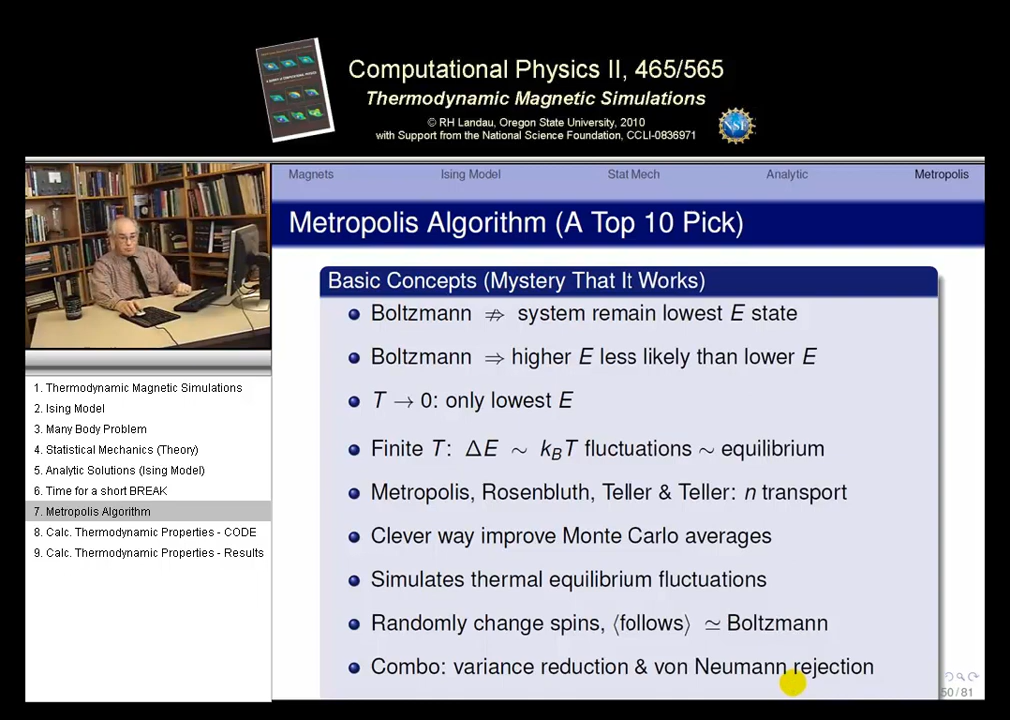 Computational Physics II, 465/565
Thermodynamic Magnetic Simulations
© RH Landau, Oregon State University, 2010
with Support from the National Science Foundation, CCLI-0836971
NSF
Magnets Ising Model Stat Mech Analytic Metropolis
Metropolis Algorithm (A Top 10 Pick)
Basic Concepts (Mystery That It Works)
Boltzmann ⇏ system remain lowest E state
Boltzmann ⇒ higher E less likely than lower E
T → 0: only lowest E
Finite T: ΔE ∼ k_BT fluctuations ∼ equilibrium
Metropolis, Rosenbluth, Teller & Teller: n transport
Clever way improve Monte Carlo averages
Simulates thermal equilibrium fluctuations
Randomly change spins, ⟨follows⟩ ≃ Boltzmann
Combo: variance reduction & von Neumann rejection
50 / 81
1. Thermodynamic Magnetic Simulations
2. Ising Model
3. Many Body Problem
4. Statistical Mechanics (Theory)
5. Analytic Solutions (Ising Model)
6. Time for a short BREAK
7. Metropolis Algorithm
8. Calc. Thermodynamic Properties - CODE
9. Calc. Thermodynamic Properties - Results